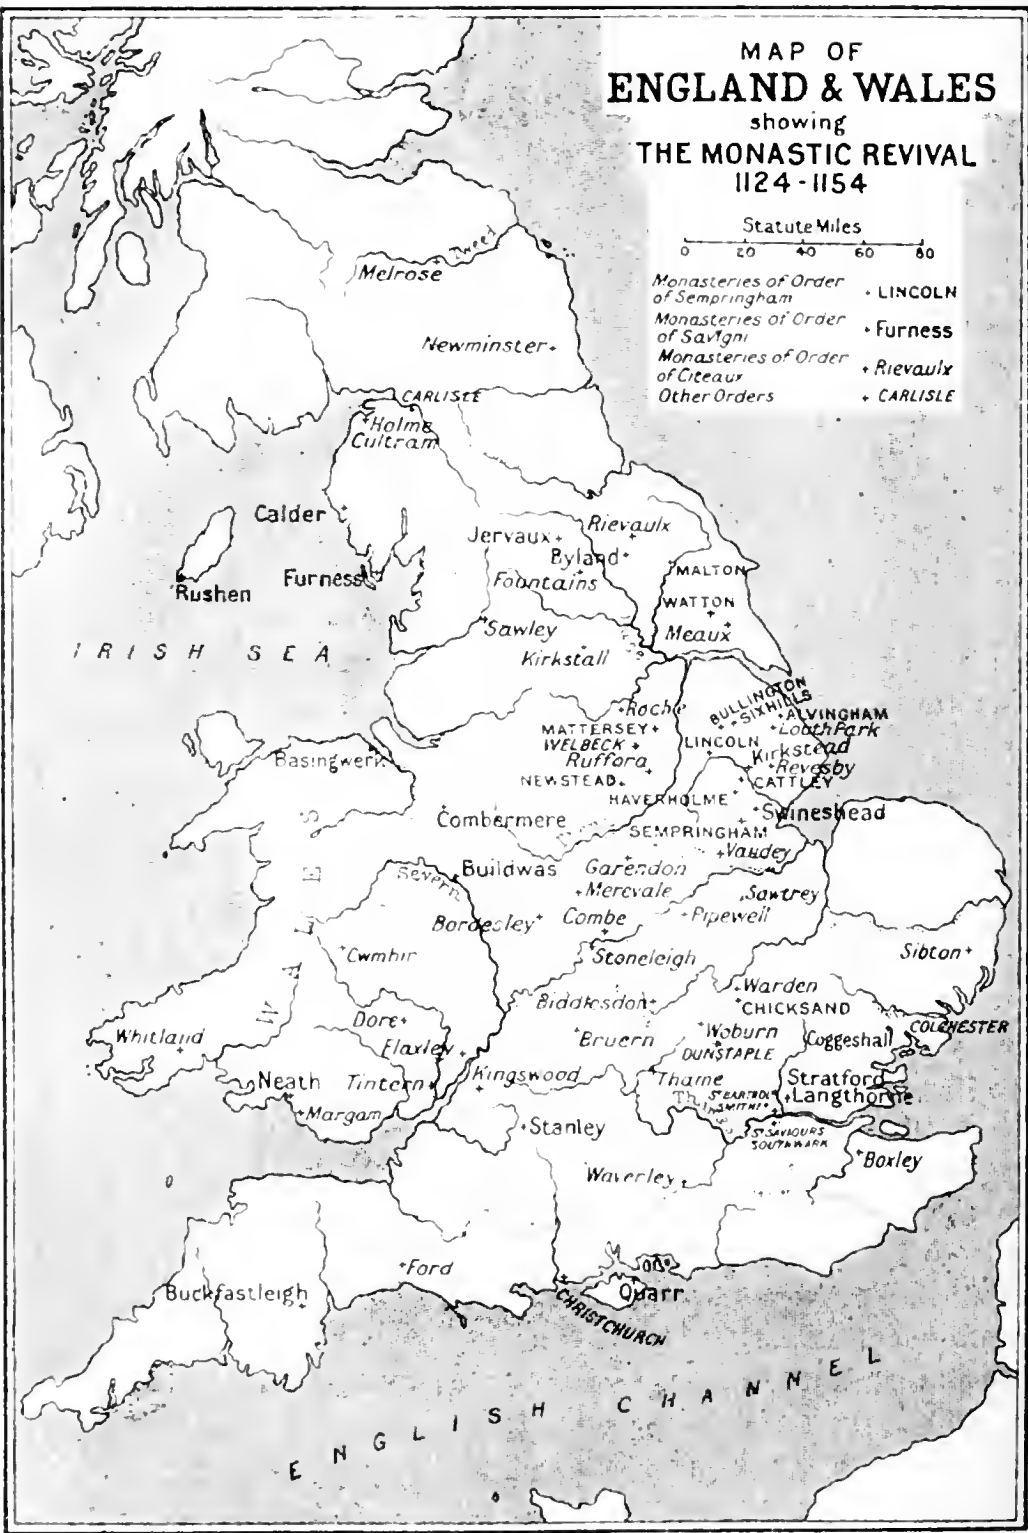 MAP OF
ENGLAND & WALES
showing
THE MONASTIC REVIVAL
1124-1154
Statute Miles
0 20 40 60 80
Monasteries of Order
of Sempringham
LINCOLN
Monasteries of Order
of Savigni
Furness
Monasteries of Order
of Citeaux
Rievaulx
Other Orders
CARLISLE
Tweed
Melrose
Newminster
CARLISLE
Holme
Cultram
Calder
Rievaulx
Jervaux
Byland
MALTON
Furness
Fountains
Rushen
WATTON
Sawley
Meaux
IRISH SEA
Kirkstall
Roche
BULLINGTON
SIXHILLS
ALVINGHAM
MATTERSEY
Louth Park
WELBECK
LINCOLN
Kirkstead
Basingwerk
Rufford
Revesby
NEWSTEAD
CATTLEY
HAVERHOLME
Combermere
Swineshead
SEMPRINGHAM
Vaudey
Buildwas
Garendon
Severn
Merevale
Sawtrey
Bordesley
Combe
Pipewell
WALES
Cwmhir
Stoneleigh
Sibton
Warden
Biddlesdon
CHICKSAND
Dore
Whitland
Bruern
Woburn
COLCHESTER
Flaxley
DUNSTAPLE
Coggeshall
Neath
Tintern
Kingswood
Thame
Stratford
Langthorne
Thames
ST BARTHOL
SMITHF
Margam
Stanley
ST SAVIOURS
SOUTHWARK
Boxley
Waverley
Ford
Buckfastleigh
Quarr
CHRISTCHURCH
ENGLISH CHANNEL